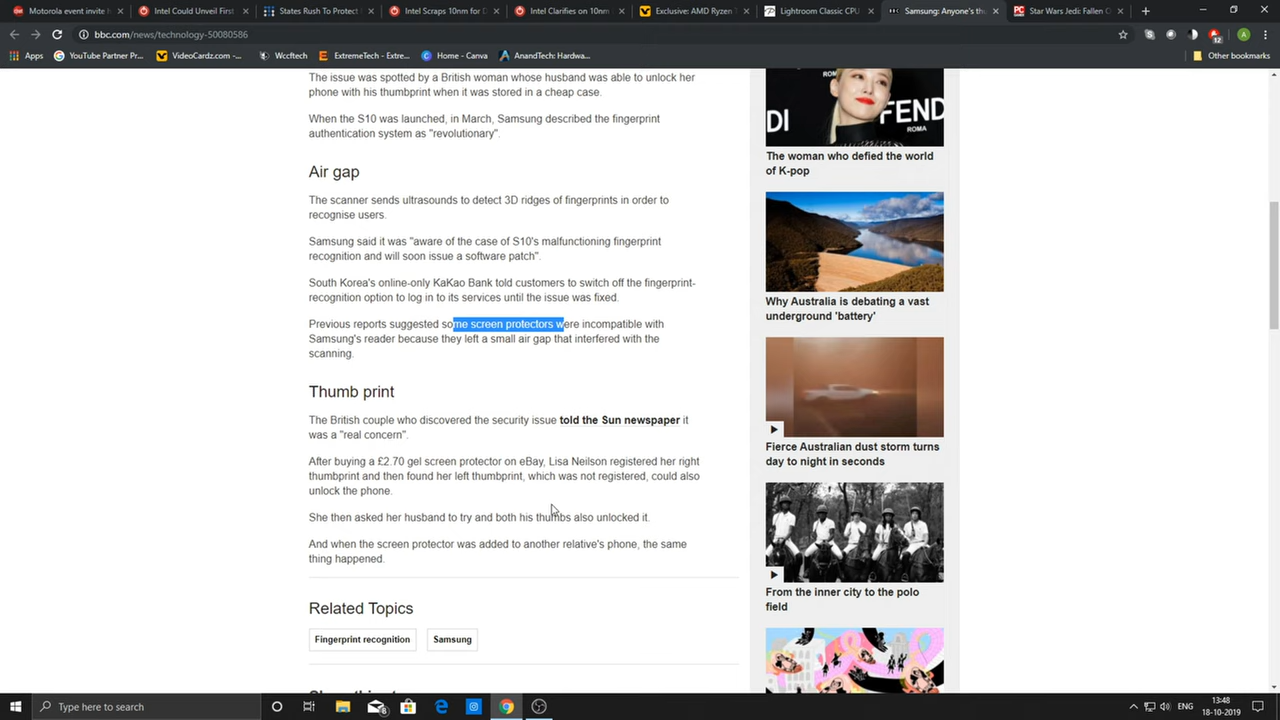 Motorola event invite h
Intel Could Unveil First
States Rush To Protect
Intel Scraps 10nm for D
Intel Clarifies on 10nm
Exclusive: AMD Ryzen
Lightroom Classic CPU
Samsung: Anyone's th
Star Wars Jedi: Fallen O
bbc.com/news/technology-50080586
12
A
Apps
YouTube Partner Pr...
VideoCardz.com -...
Wccftech
ExtremeTech - Extre...
Home - Canva
AnandTech: Hardwa...
Other bookmarks
The issue was spotted by a British woman whose husband was able to unlock her
phone with his thumbprint when it was stored in a cheap case.
When the S10 was launched, in March, Samsung described the fingerprint
authentication system as "revolutionary".
Air gap
The scanner sends ultrasounds to detect 3D ridges of fingerprints in order to
recognise users.
Samsung said it was "aware of the case of S10's malfunctioning fingerprint
recognition and will soon issue a software patch".
South Korea's online-only KaKao Bank told customers to switch off the fingerprint-
recognition option to log in to its services until the issue was fixed.
Previous reports suggested some screen protectors were incompatible with
Samsung's reader because they left a small air gap that interfered with the
scanning.
Thumb print
The British couple who discovered the security issue told the Sun newspaper it
was a "real concern".
After buying a £2.70 gel screen protector on eBay, Lisa Neilson registered her right
thumbprint and then found her left thumbprint, which was not registered, could also
unlock the phone.
She then asked her husband to try and both his thumbs also unlocked it.
And when the screen protector was added to another relative's phone, the same
thing happened.
Related Topics
Fingerprint recognition
Samsung
FENDI
ROMA
The woman who defied the world
of K-pop
Why Australia is debating a vast
underground 'battery'
Fierce Australian dust storm turns
day to night in seconds
From the inner city to the polo
field
Type here to search
13:48
18-10-2019